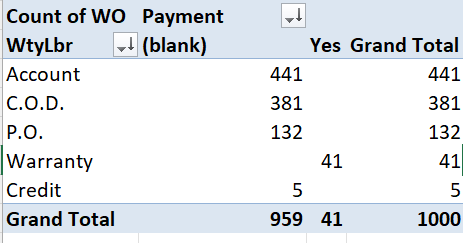 Count of WO Payment
WtyLbr (blank) Yes Grand Total
Account 441 441
C.O.D. 381 381
P.O. 132 132
Warranty 41 41
Credit 5 5
Grand Total 959 41 1000